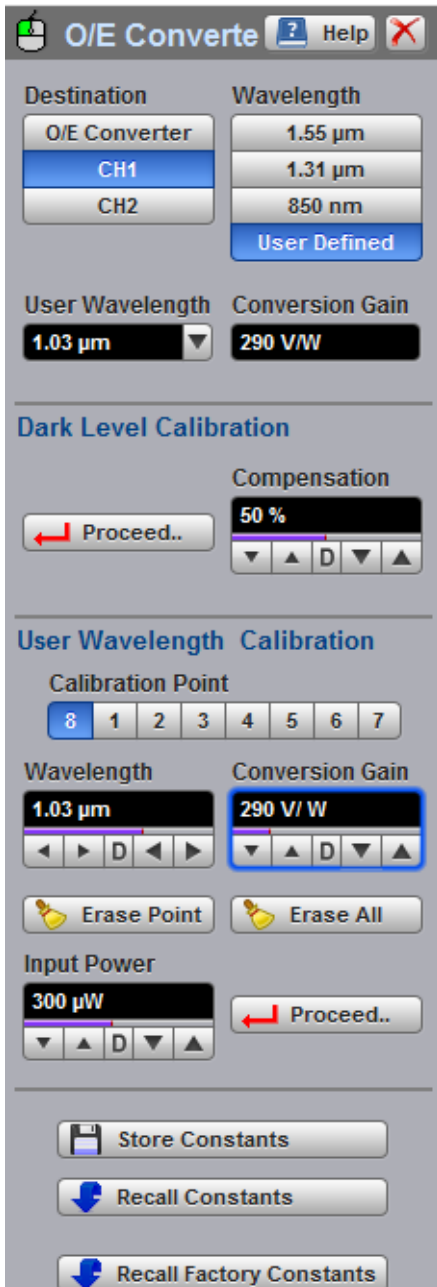 O/E Converte ? Help
Destination Wavelength
O/E Converter 1.55 µm
CH1 1.31 µm
CH2 850 nm
User Defined
User Wavelength Conversion Gain
1.03 µm 290 V/W
Dark Level Calibration
Compensation
Proceed.. 50 %
D
User Wavelength Calibration
Calibration Point
8 1 2 3 4 5 6 7
Wavelength Conversion Gain
1.03 µm 290 V/ W
D D
Erase Point Erase All
Input Power
300 µW Proceed..
D
Store Constants
Recall Constants
Recall Factory Constants